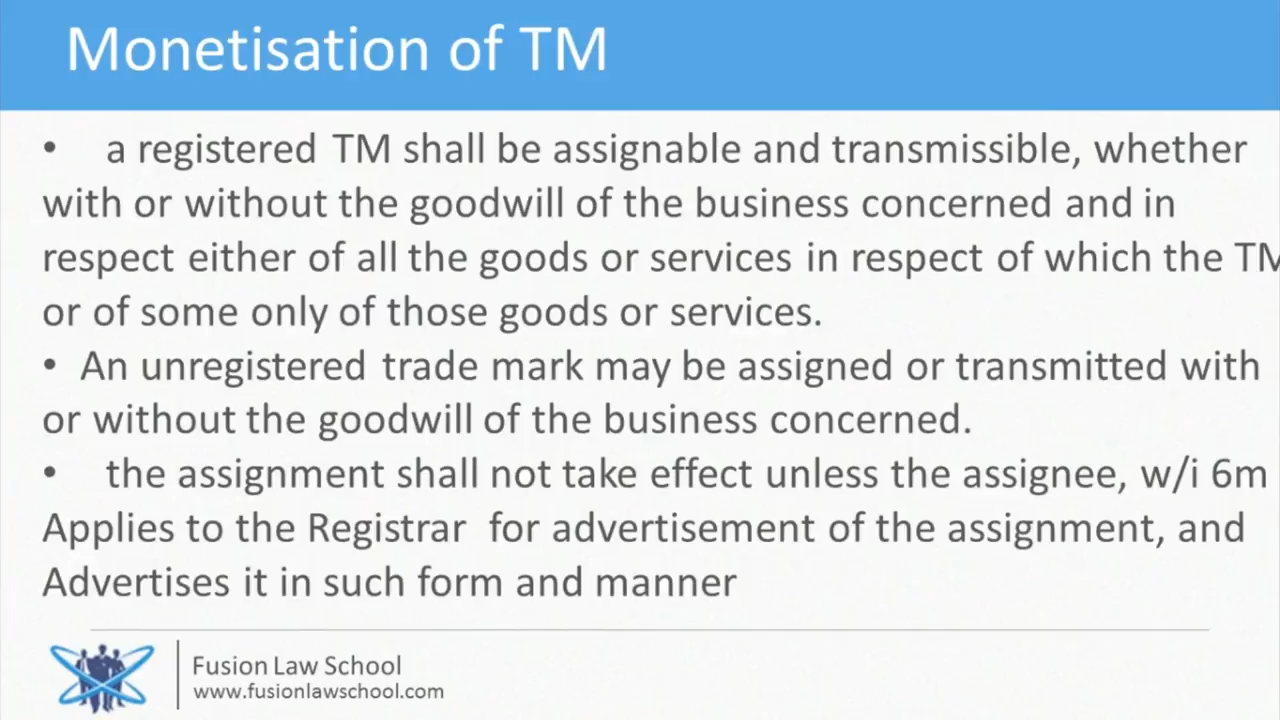 Monetisation of TM
• a registered TM shall be assignable and transmissible, whether
with or without the goodwill of the business concerned and in
respect either of all the goods or services in respect of which the TM
or of some only of those goods or services.
• An unregistered trade mark may be assigned or transmitted with
or without the goodwill of the business concerned.
• the assignment shall not take effect unless the assignee, w/i 6m
Applies to the Registrar for advertisement of the assignment, and
Advertises it in such form and manner
Fusion Law School
www.fusionlawschool.com